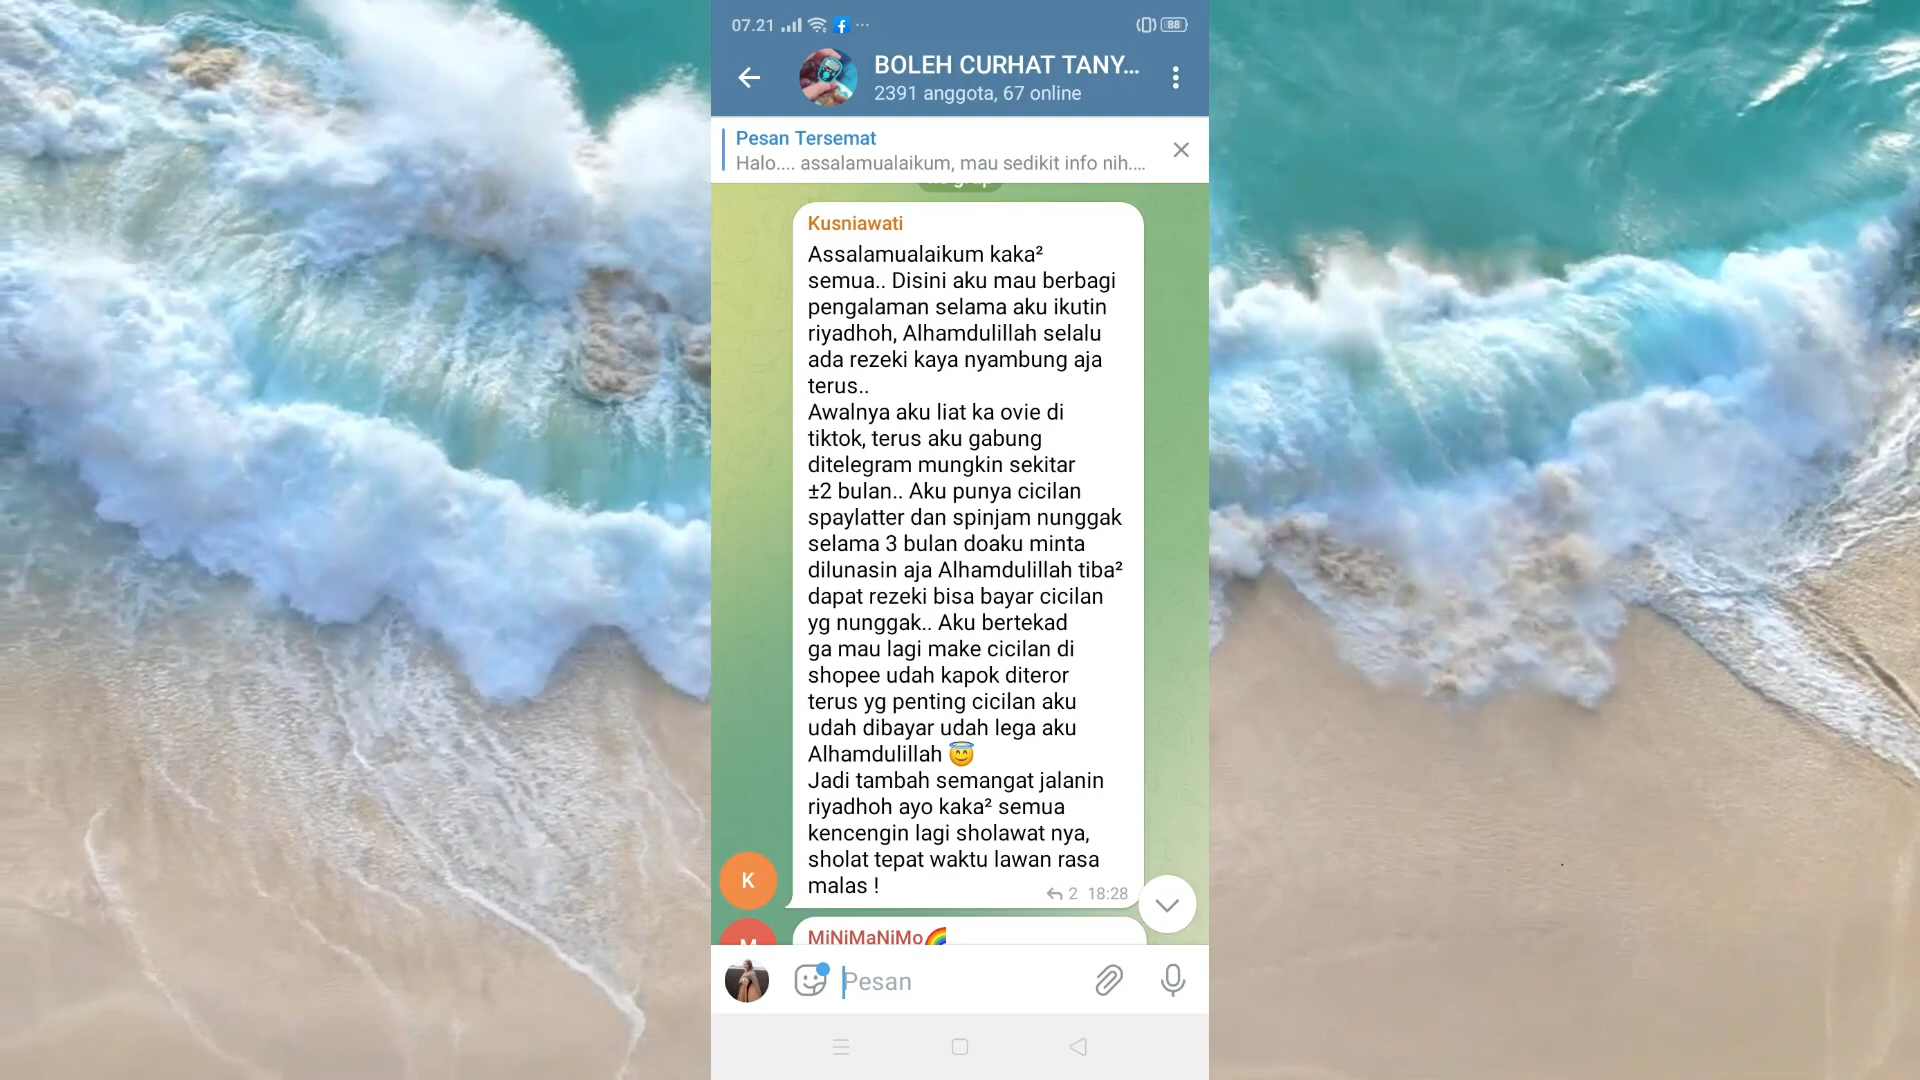 07.21
88
BOLEH CURHAT TANY...
2391 anggota, 67 online
Pesan Tersemat
Halo.... assalamualaikum, mau sedikit info nih....
Kusniawati
Assalamualaikum kaka²
semua.. Disini aku mau berbagi
pengalaman selama aku ikutin
riyadhoh, Alhamdulillah selalu
ada rezeki kaya nyambung aja
terus..
Awalnya aku liat ka ovie di
tiktok, terus aku gabung
ditelegram mungkin sekitar
±2 bulan.. Aku punya cicilan
spaylatter dan spinjam nunggak
selama 3 bulan doaku minta
dilunasin aja Alhamdulillah tiba²
dapat rezeki bisa bayar cicilan
yg nunggak.. Aku bertekad
ga mau lagi make cicilan di
shopee udah kapok diteror
terus yg penting cicilan aku
udah dibayar udah lega aku
Alhamdulillah 😇
Jadi tambah semangat jalanin
riyadhoh ayo kaka² semua
kencengin lagi sholawat nya,
sholat tepat waktu lawan rasa
malas !
2 18:28
K
M
MiNiMaNiMo🌈
Pesan